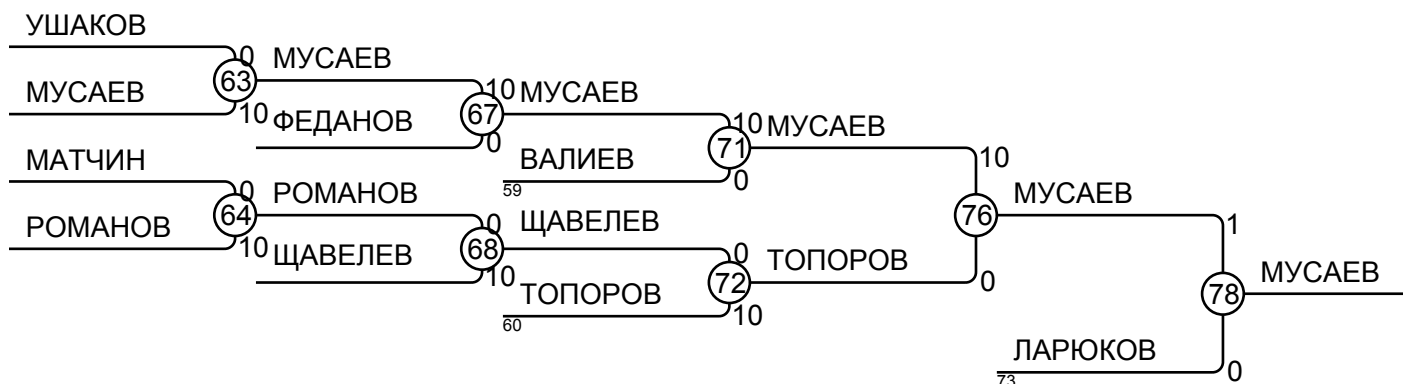 УШАКОВ
0
МУСАЕВ
63
10
МУСАЕВ
10
МУСАЕВ
67
10
ФЕДАНОВ
0
МУСАЕВ
71
ВАЛИЕВ
59
0
10
МАТЧИН
0
РОМАНОВ
64
10
РОМАНОВ
0
ЩАВЕЛЕВ
68
10
ЩАВЕЛЕВ
0
ТОПОРОВ
72
ТОПОРОВ
60
10
76
0
МУСАЕВ
1
78
МУСАЕВ
ЛАРЮКОВ
73
0